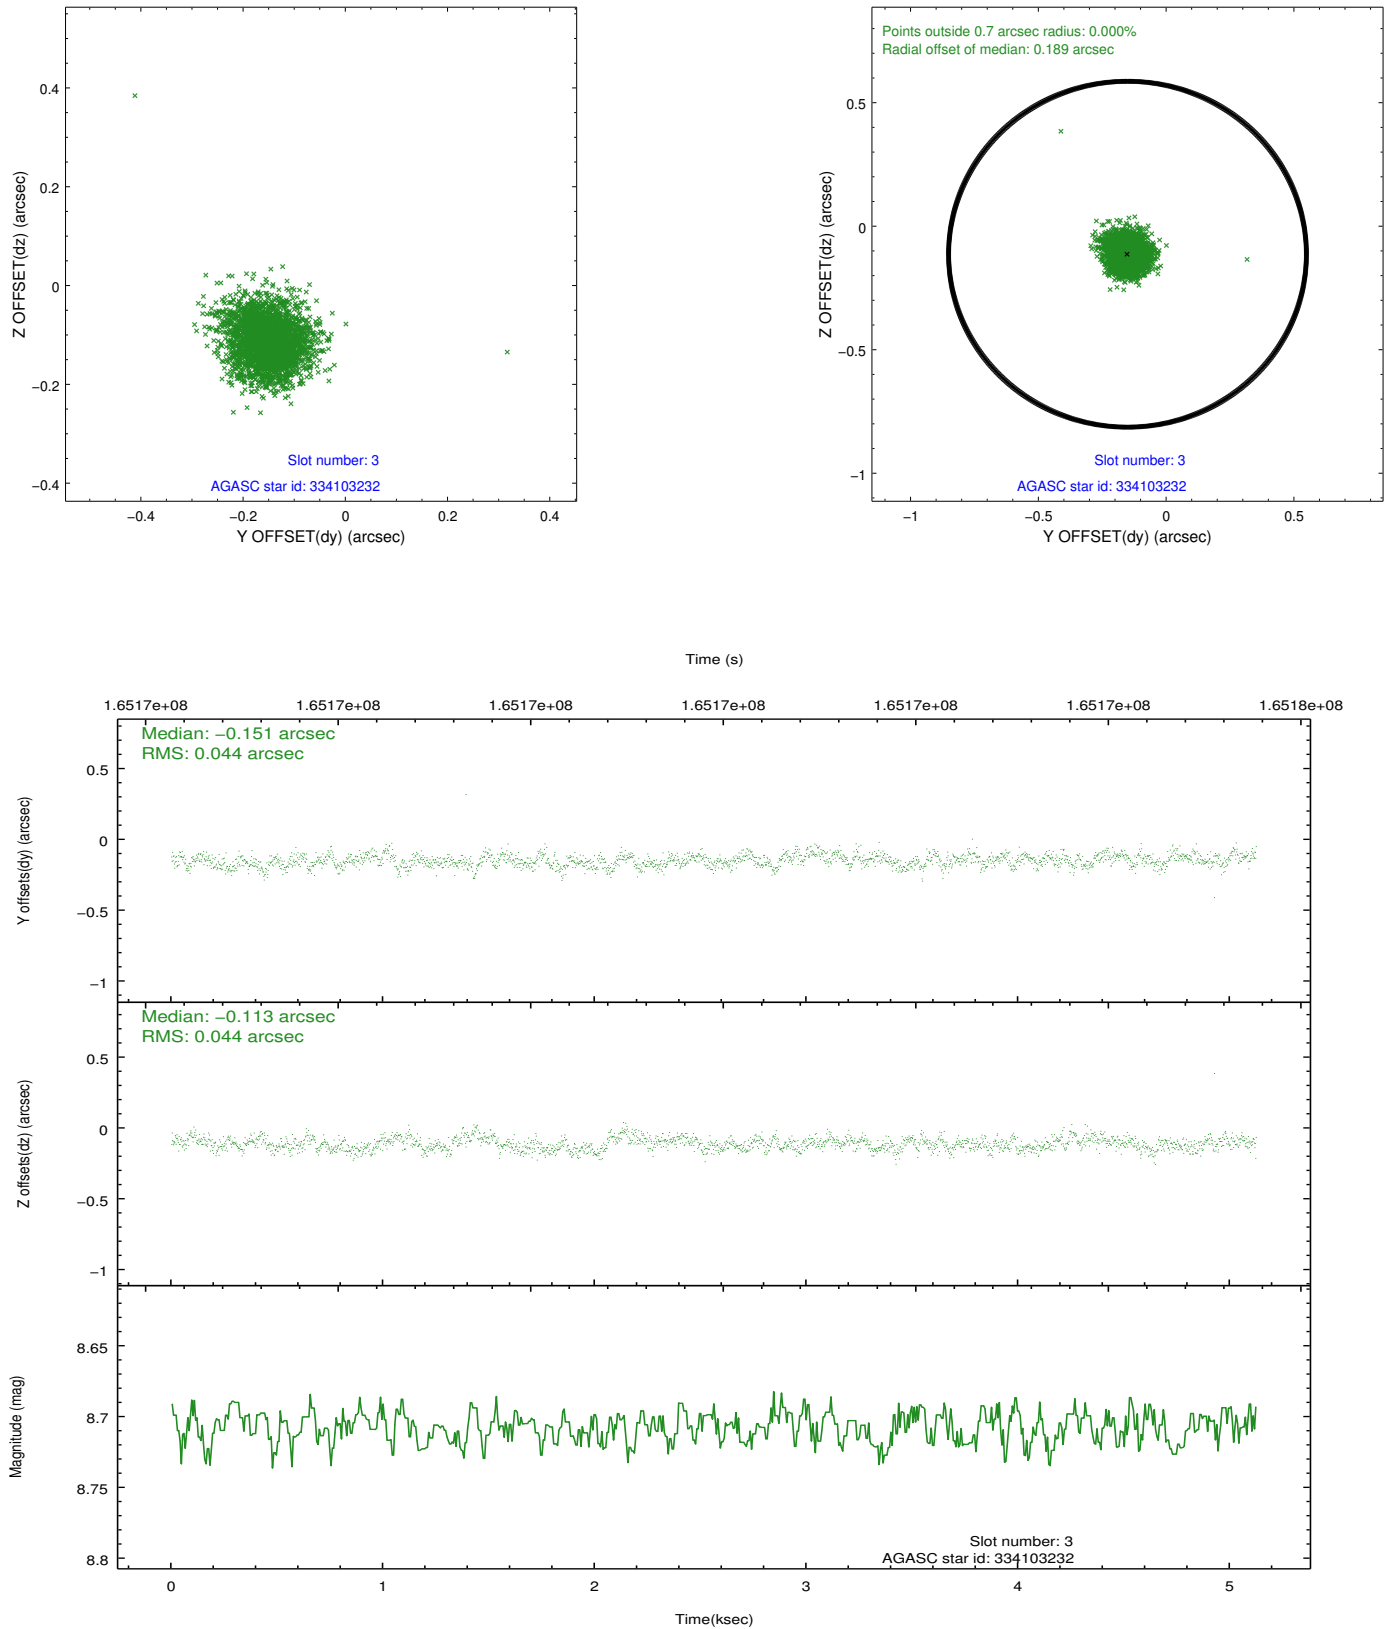 0.4
0.2
0
−0.2
−0.4
Z OFFSET(dz) (arcsec)
Slot number: 3
AGASC star id: 334103232
−0.4 −0.2 0 0.2 0.4
Y OFFSET(dy) (arcsec)
Points outside 0.7 arcsec radius: 0.000%
Radial offset of median: 0.189 arcsec
0.5
0
−0.5
−1
Z OFFSET(dz) (arcsec)
Slot number: 3
AGASC star id: 334103232
−1 −0.5 0 0.5
Y OFFSET(dy) (arcsec)
Time (s)
1.6517e+08 1.6517e+08 1.6517e+08 1.6517e+08 1.6517e+08 1.6517e+08 1.6518e+08
Median: −0.151 arcsec
RMS: 0.044 arcsec
0.5
0
−0.5
−1
Y offsets(dy) (arcsec)
Median: −0.113 arcsec
RMS: 0.044 arcsec
0.5
0
−0.5
−1
Z offsets(dz) (arcsec)
8.65
8.7
8.75
8.8
Magnitude (mag)
Slot number: 3
AGASC star id: 334103232
0 1 2 3 4 5
Time(ksec)